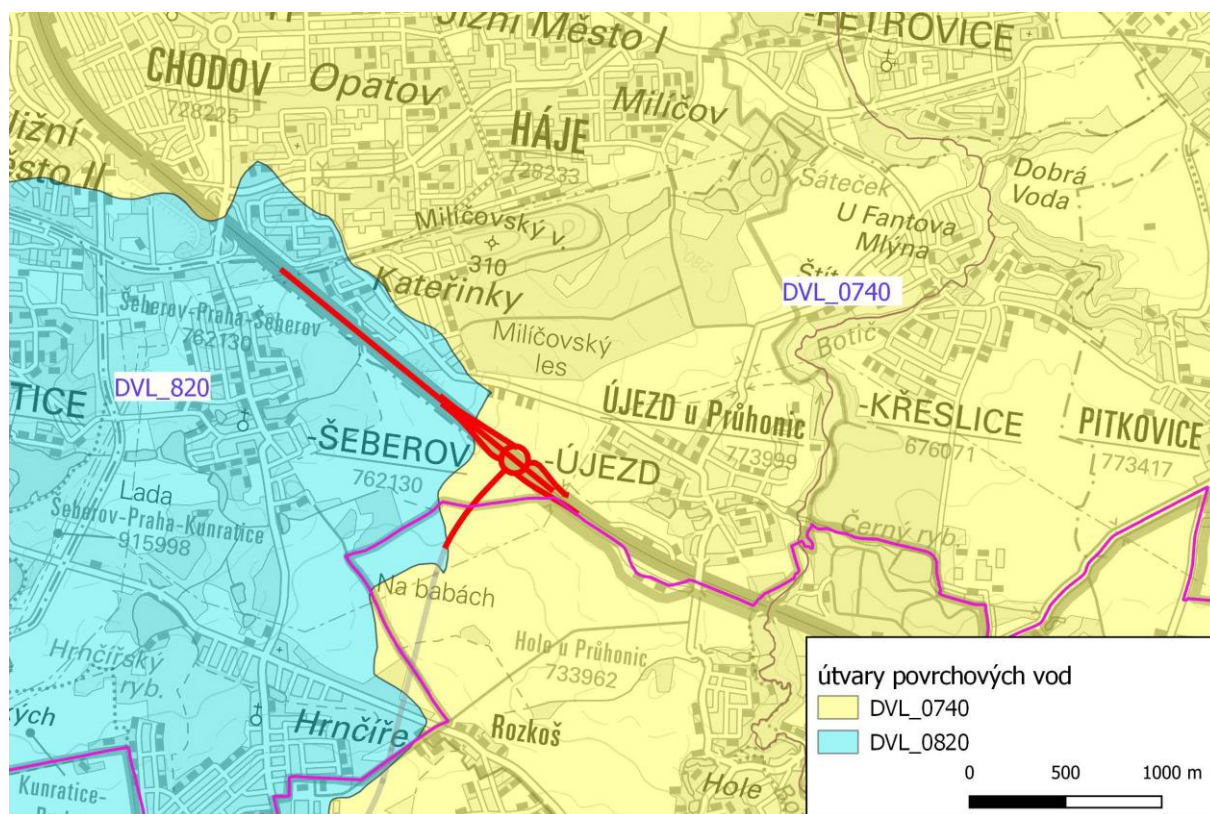 Jižní Město I
-PETROVICE
CHODOV
728225
Opatov
Milíčov
HÁJE
728233
Jižní
Město II
Dobrá
Voda
Sáteček
U Fantova
Mlýna
Milíčovský v.
310
Kateřinky
Štít
DVL_0740
Šeberov-Praha-Šeberov
762130
Milíčovský
les
Botič
DVL_820
TICE
ÚJEZD u Průhonic
773999
-KŘESLICE
676071
PITKOVICE
773417
-ŠEBEROV
762130
-ÚJEZD
Lada
Šeberov-Praha-Kunratice
915998
Černý ryb.
Na babách
Hrnčířský
ryb.
Hole u Průhonic
733962
Hrnčíře
Rozkoš
ých
Kunratice-
Hole
útvary povrchových vod
DVL_0740
DVL_0820
0 500 1000 m